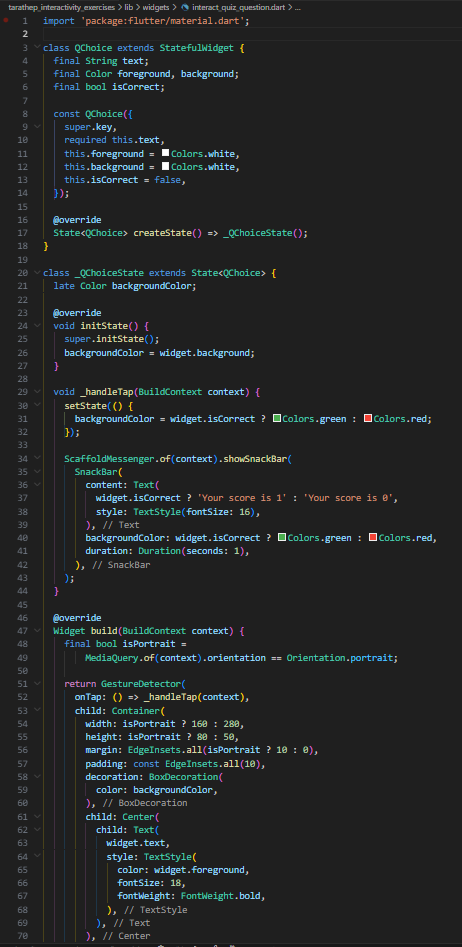 tarathep_interactivity_exercises > lib > widgets > interact_quiz_question.dart > ...
1 import 'package:flutter/material.dart';
2
3 class QChoice extends StatefulWidget {
4   final String text;
5   final Color foreground, background;
6   final bool isCorrect;
7
8   const QChoice({
9     super.key,
10     required this.text,
11     this.foreground = Colors.white,
12     this.background = Colors.white,
13     this.isCorrect = false,
14   });
15
16   @override
17   State<QChoice> createState() => _QChoiceState();
18 }
19
20 class _QChoiceState extends State<QChoice> {
21   late Color backgroundColor;
22
23   @override
24   void initState() {
25     super.initState();
26     backgroundColor = widget.background;
27   }
28
29   void _handleTap(BuildContext context) {
30     setState(() {
31       backgroundColor = widget.isCorrect ? Colors.green : Colors.red;
32     });
33
34     ScaffoldMessenger.of(context).showSnackBar(
35       SnackBar(
36         content: Text(
37           widget.isCorrect ? 'Your score is 1' : 'Your score is 0',
38           style: TextStyle(fontSize: 16),
39         ), // Text
40         backgroundColor: widget.isCorrect ? Colors.green : Colors.red,
41         duration: Duration(seconds: 1),
42       ), // SnackBar
43     );
44   }
45
46   @override
47   Widget build(BuildContext context) {
48     final bool isPortrait =
49         MediaQuery.of(context).orientation == Orientation.portrait;
50
51     return GestureDetector(
52       onTap: () => _handleTap(context),
53       child: Container(
54         width: isPortrait ? 160 : 280,
55         height: isPortrait ? 80 : 50,
56         margin: EdgeInsets.all(isPortrait ? 10 : 0),
57         padding: const EdgeInsets.all(10),
58         decoration: BoxDecoration(
59           color: backgroundColor,
60         ), // BoxDecoration
61         child: Center(
62           child: Text(
63             widget.text,
64             style: TextStyle(
65               color: widget.foreground,
66               fontSize: 18,
67               fontWeight: FontWeight.bold,
68             ), // TextStyle
69           ), // Text
70         ), // Center